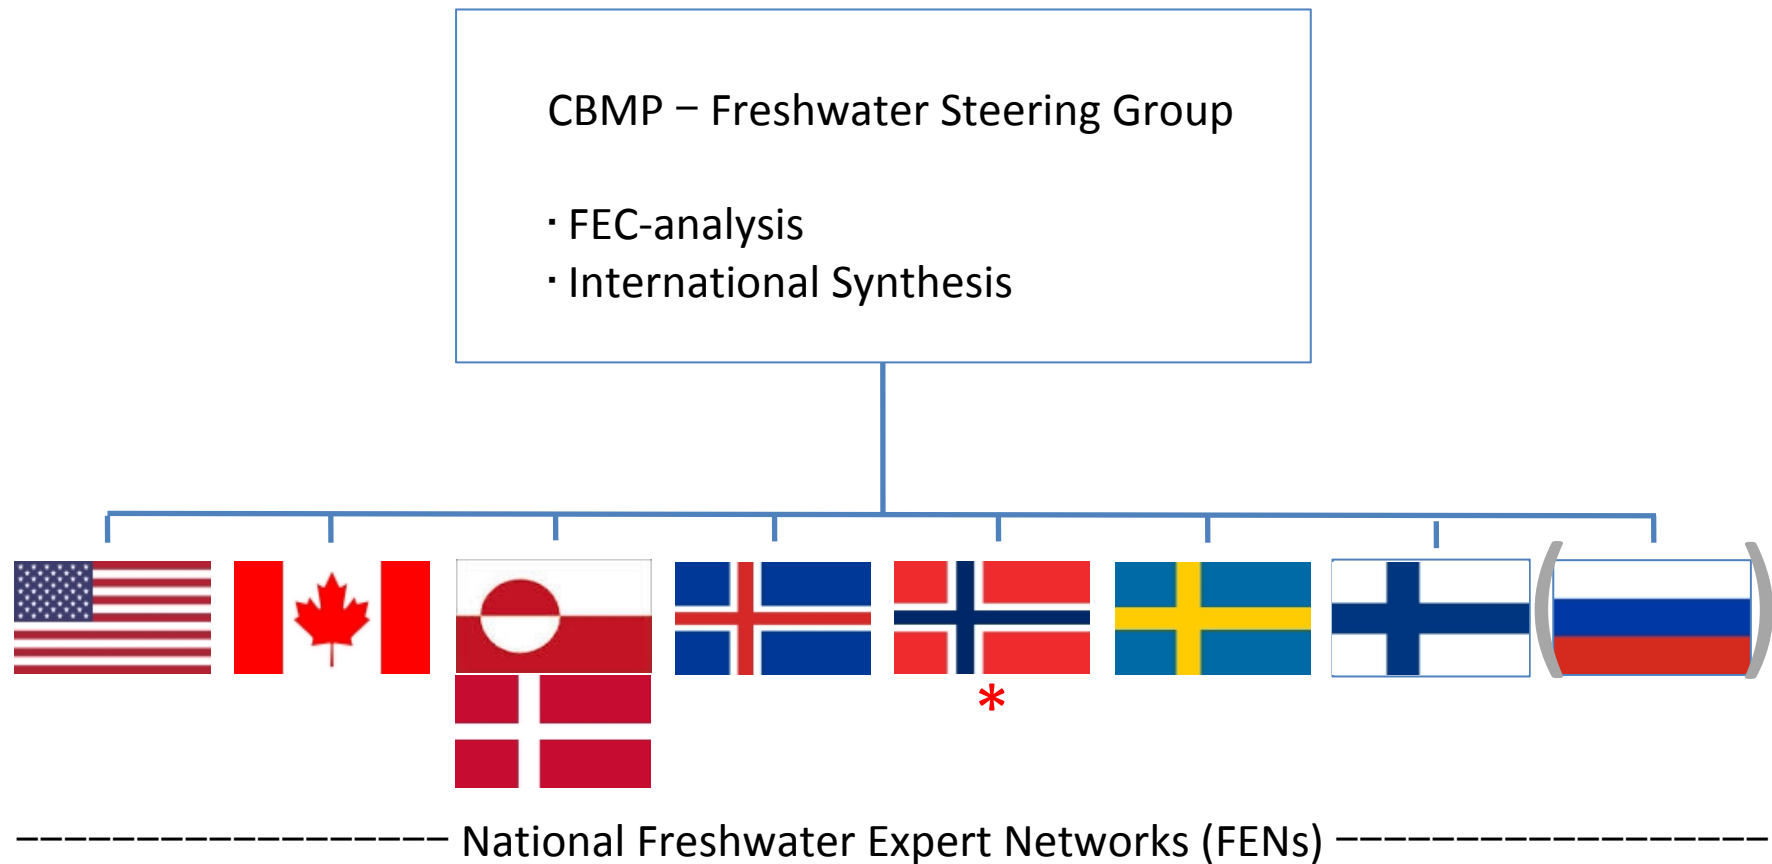 CBMP – Freshwater Steering Group
· FEC-analysis
· International Synthesis
*
------------------ National Freshwater Expert Networks (FENs) ------------------